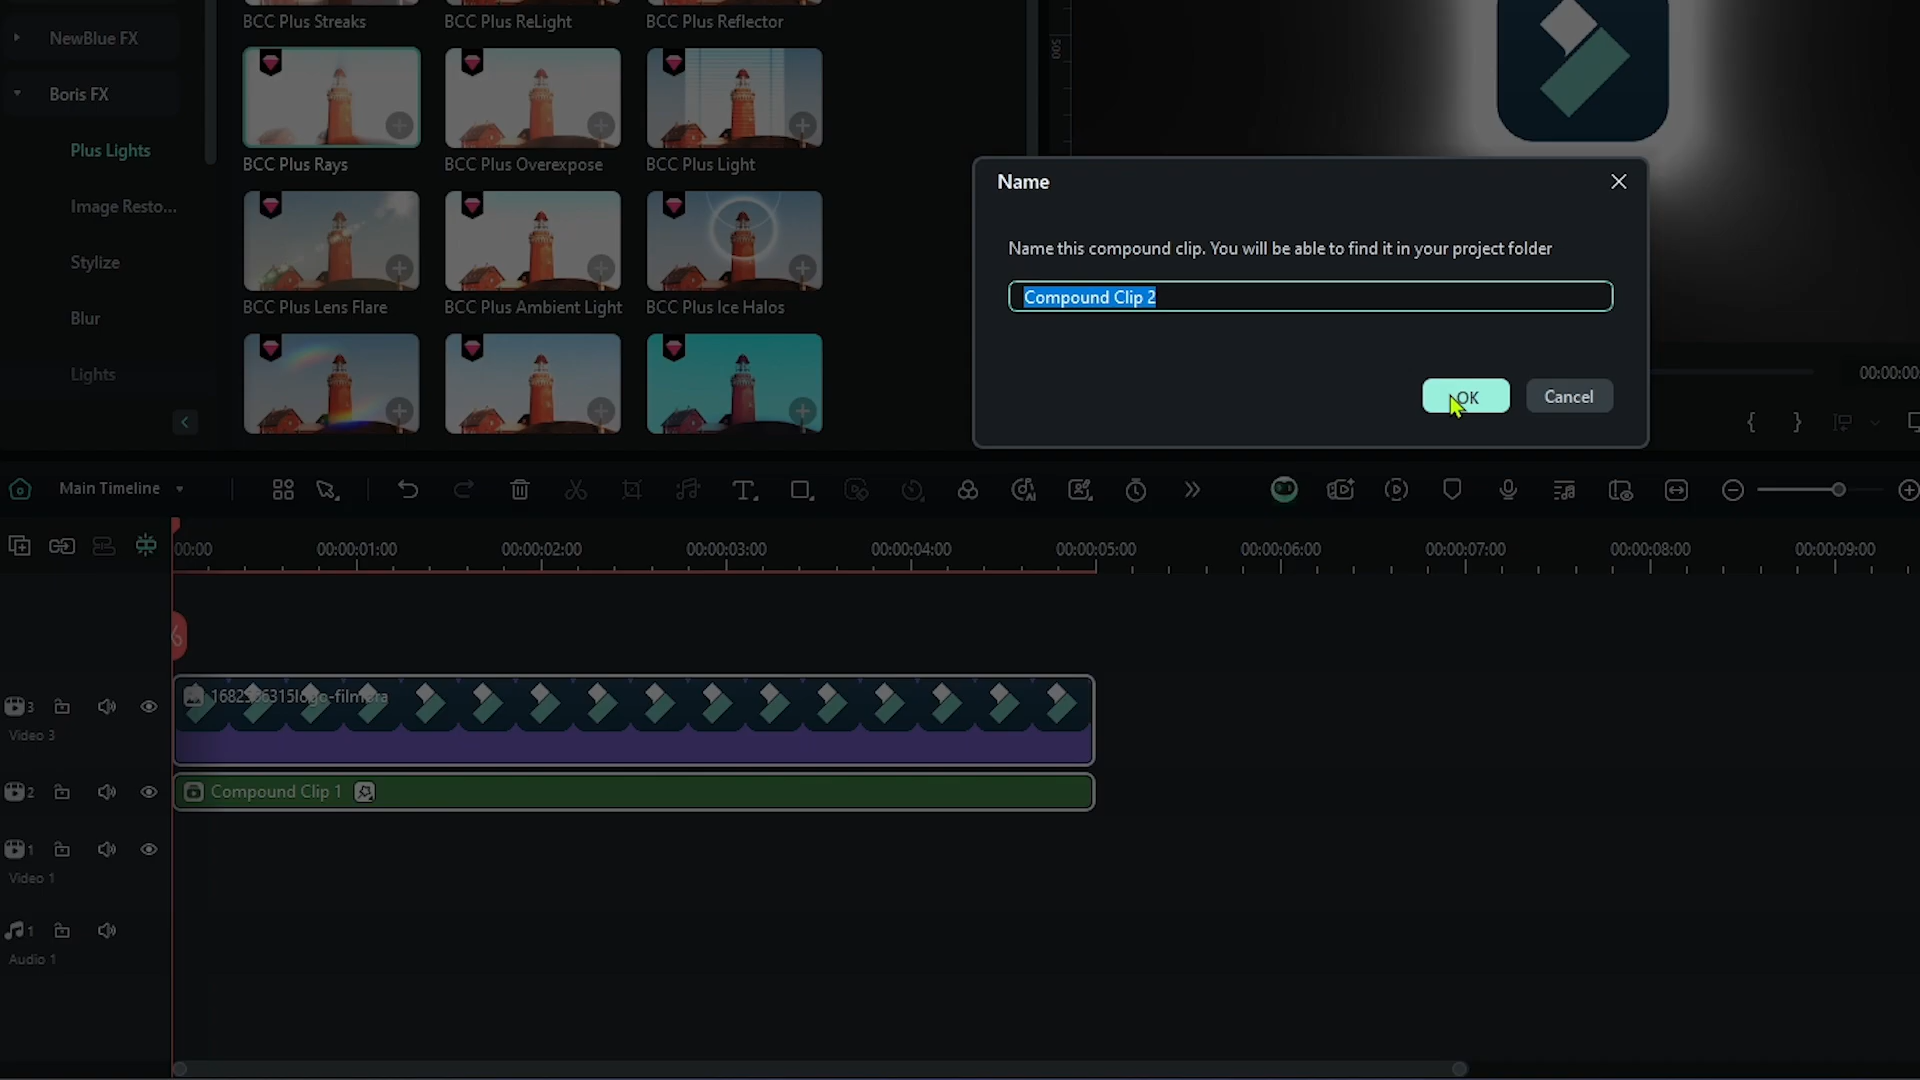 BCC Plus Streaks
BCC Plus ReLight
BCC Plus Reflector
NewBlue FX
Boris FX
Plus Lights
Image Resto...
Stylize
Blur
Lights
BCC Plus Rays
BCC Plus Overexpose
BCC Plus Light
BCC Plus Lens Flare
BCC Plus Ambient Light
BCC Plus Ice Halos
500
Name
Name this compound clip. You will be able to find it in your project folder
Compound Clip 2
OK
Cancel
00:00:00
{ }
Main Timeline
00:00
00:00:01:00
00:00:02:00
00:00:03:00
00:00:04:00
00:00:05:00
00:00:06:00
00:00:07:00
00:00:08:00
00:00:09:00
3
Video 3
2
Compound Clip 1
1
Video 1
1
Audio 1